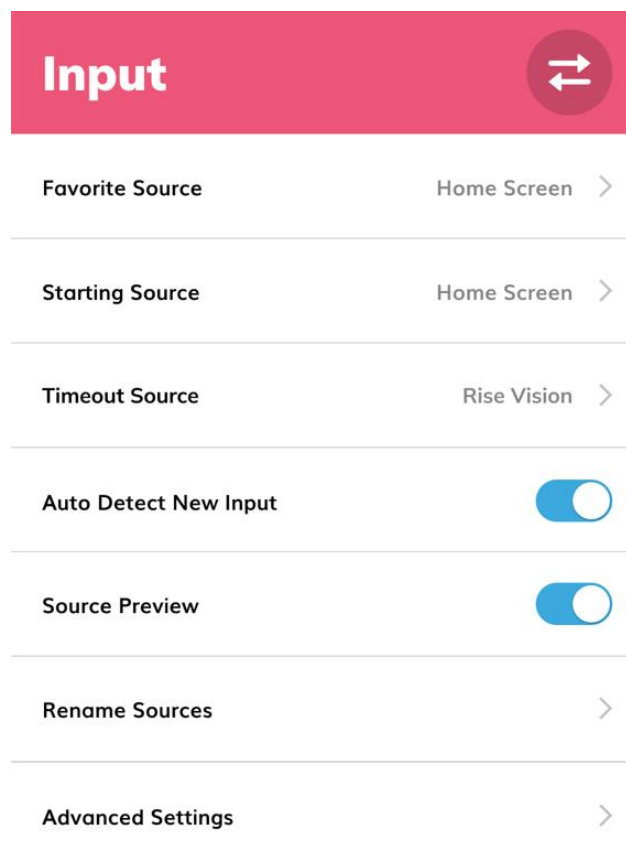 Input
Favorite Source Home Screen
Starting Source Home Screen
Timeout Source Rise Vision
Auto Detect New Input
Source Preview
Rename Sources
Advanced Settings